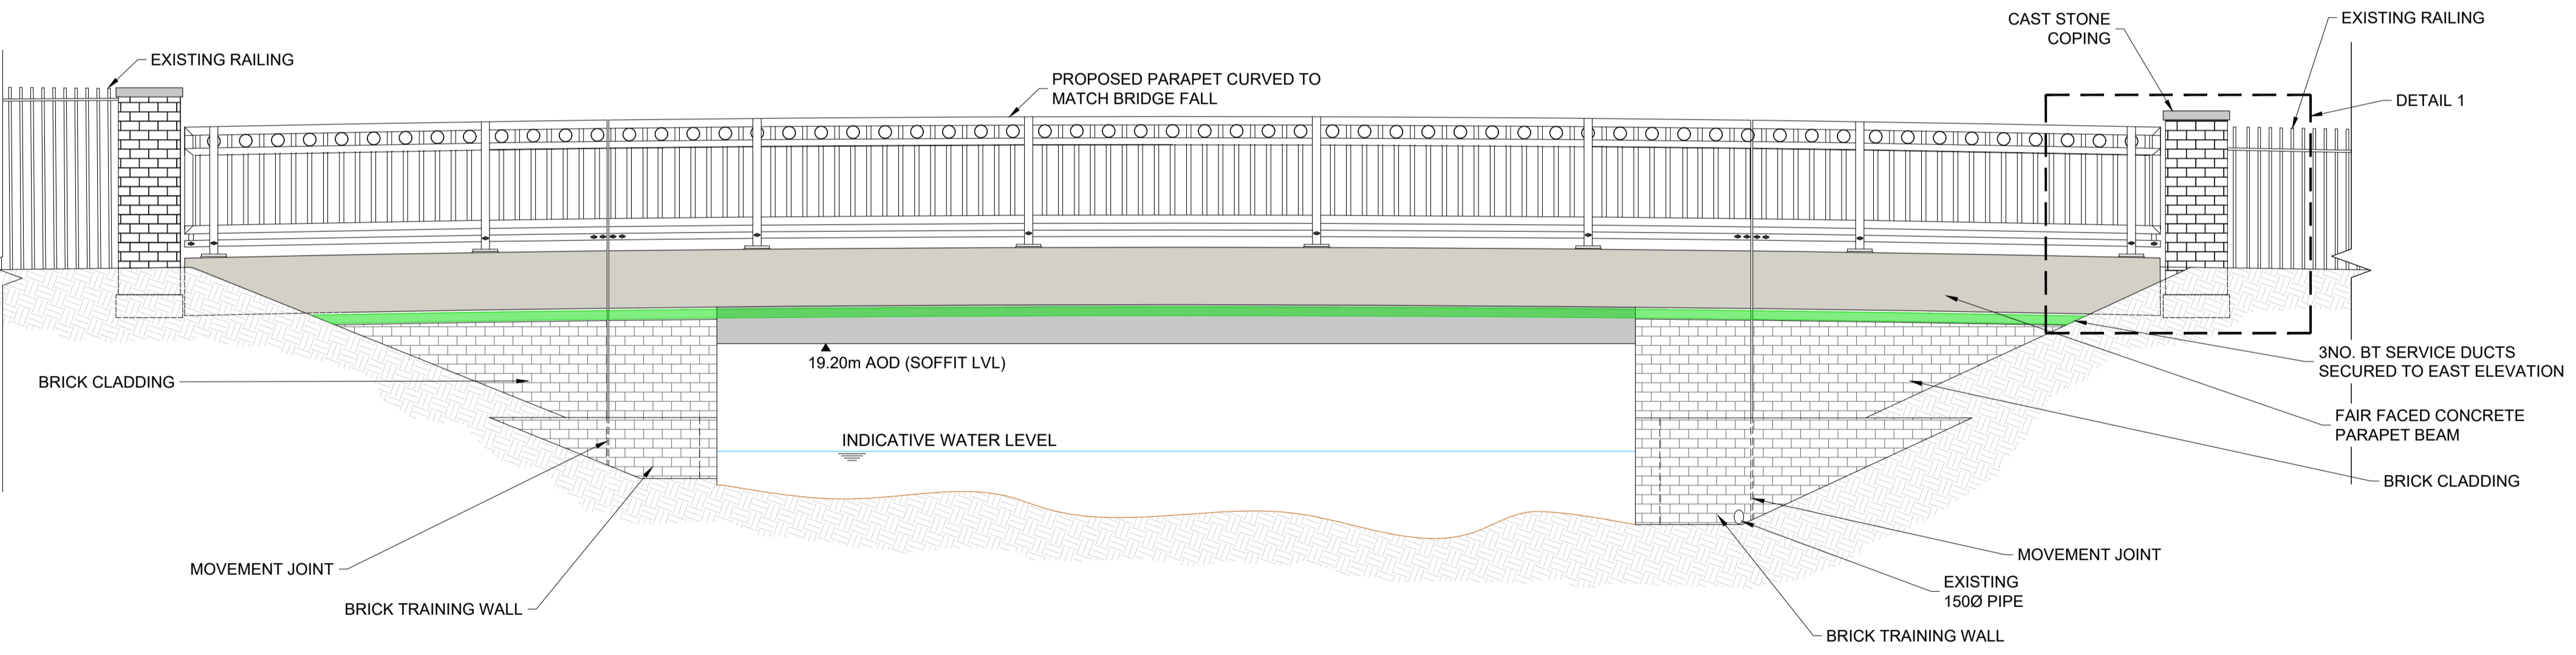 EXISTING RAILING
PROPOSED PARAPET CURVED TO
MATCH BRIDGE FALL
CAST STONE
COPING
EXISTING RAILING
DETAIL 1
19.20m AOD (SOFFIT LVL)
BRICK CLADDING
INDICATIVE WATER LEVEL
3NO. BT SERVICE DUCTS
SECURED TO EAST ELEVATION
FAIR FACED CONCRETE
PARAPET BEAM
BRICK CLADDING
MOVEMENT JOINT
BRICK TRAINING WALL
MOVEMENT JOINT
EXISTING
150Ø PIPE
BRICK TRAINING WALL